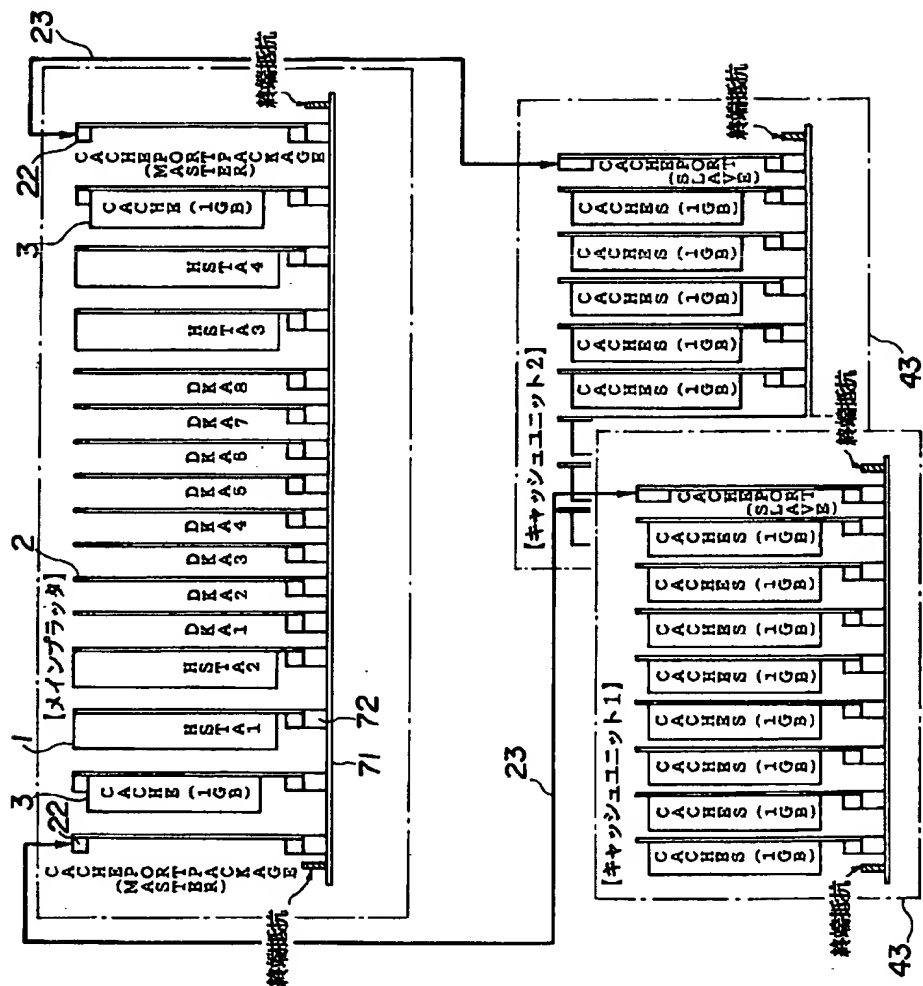 [メインプラッタ]
1
2
3
22
23
CACHE PORT PACKAGE
(MASTER)
CACHE (1GB)
HSTA1
HSTA2
DKA1
DKA2
DKA3
DKA4
DKA5
DKA6
DKA7
DKA8
HSTA3
HSTA4
3
CACHE (1GB)
22
CACHE PORT PACKAGE
(MASTER)
23
終端抵抗
終端抵抗
71
72
[キャッシュユニット1]
CACHES (1GB)
CACHES (1GB)
CACHES (1GB)
CACHES (1GB)
CACHES (1GB)
CACHES (1GB)
CACHES (1GB)
CACHES (1GB)
CACHEPORT
(SLAVE)
終端抵抗
終端抵抗
43
[キャッシュユニット2]
CACHES (1GB)
CACHES (1GB)
CACHES (1GB)
CACHES (1GB)
CACHES (1GB)
CACHEPORT
(SLAVE)
終端抵抗
43